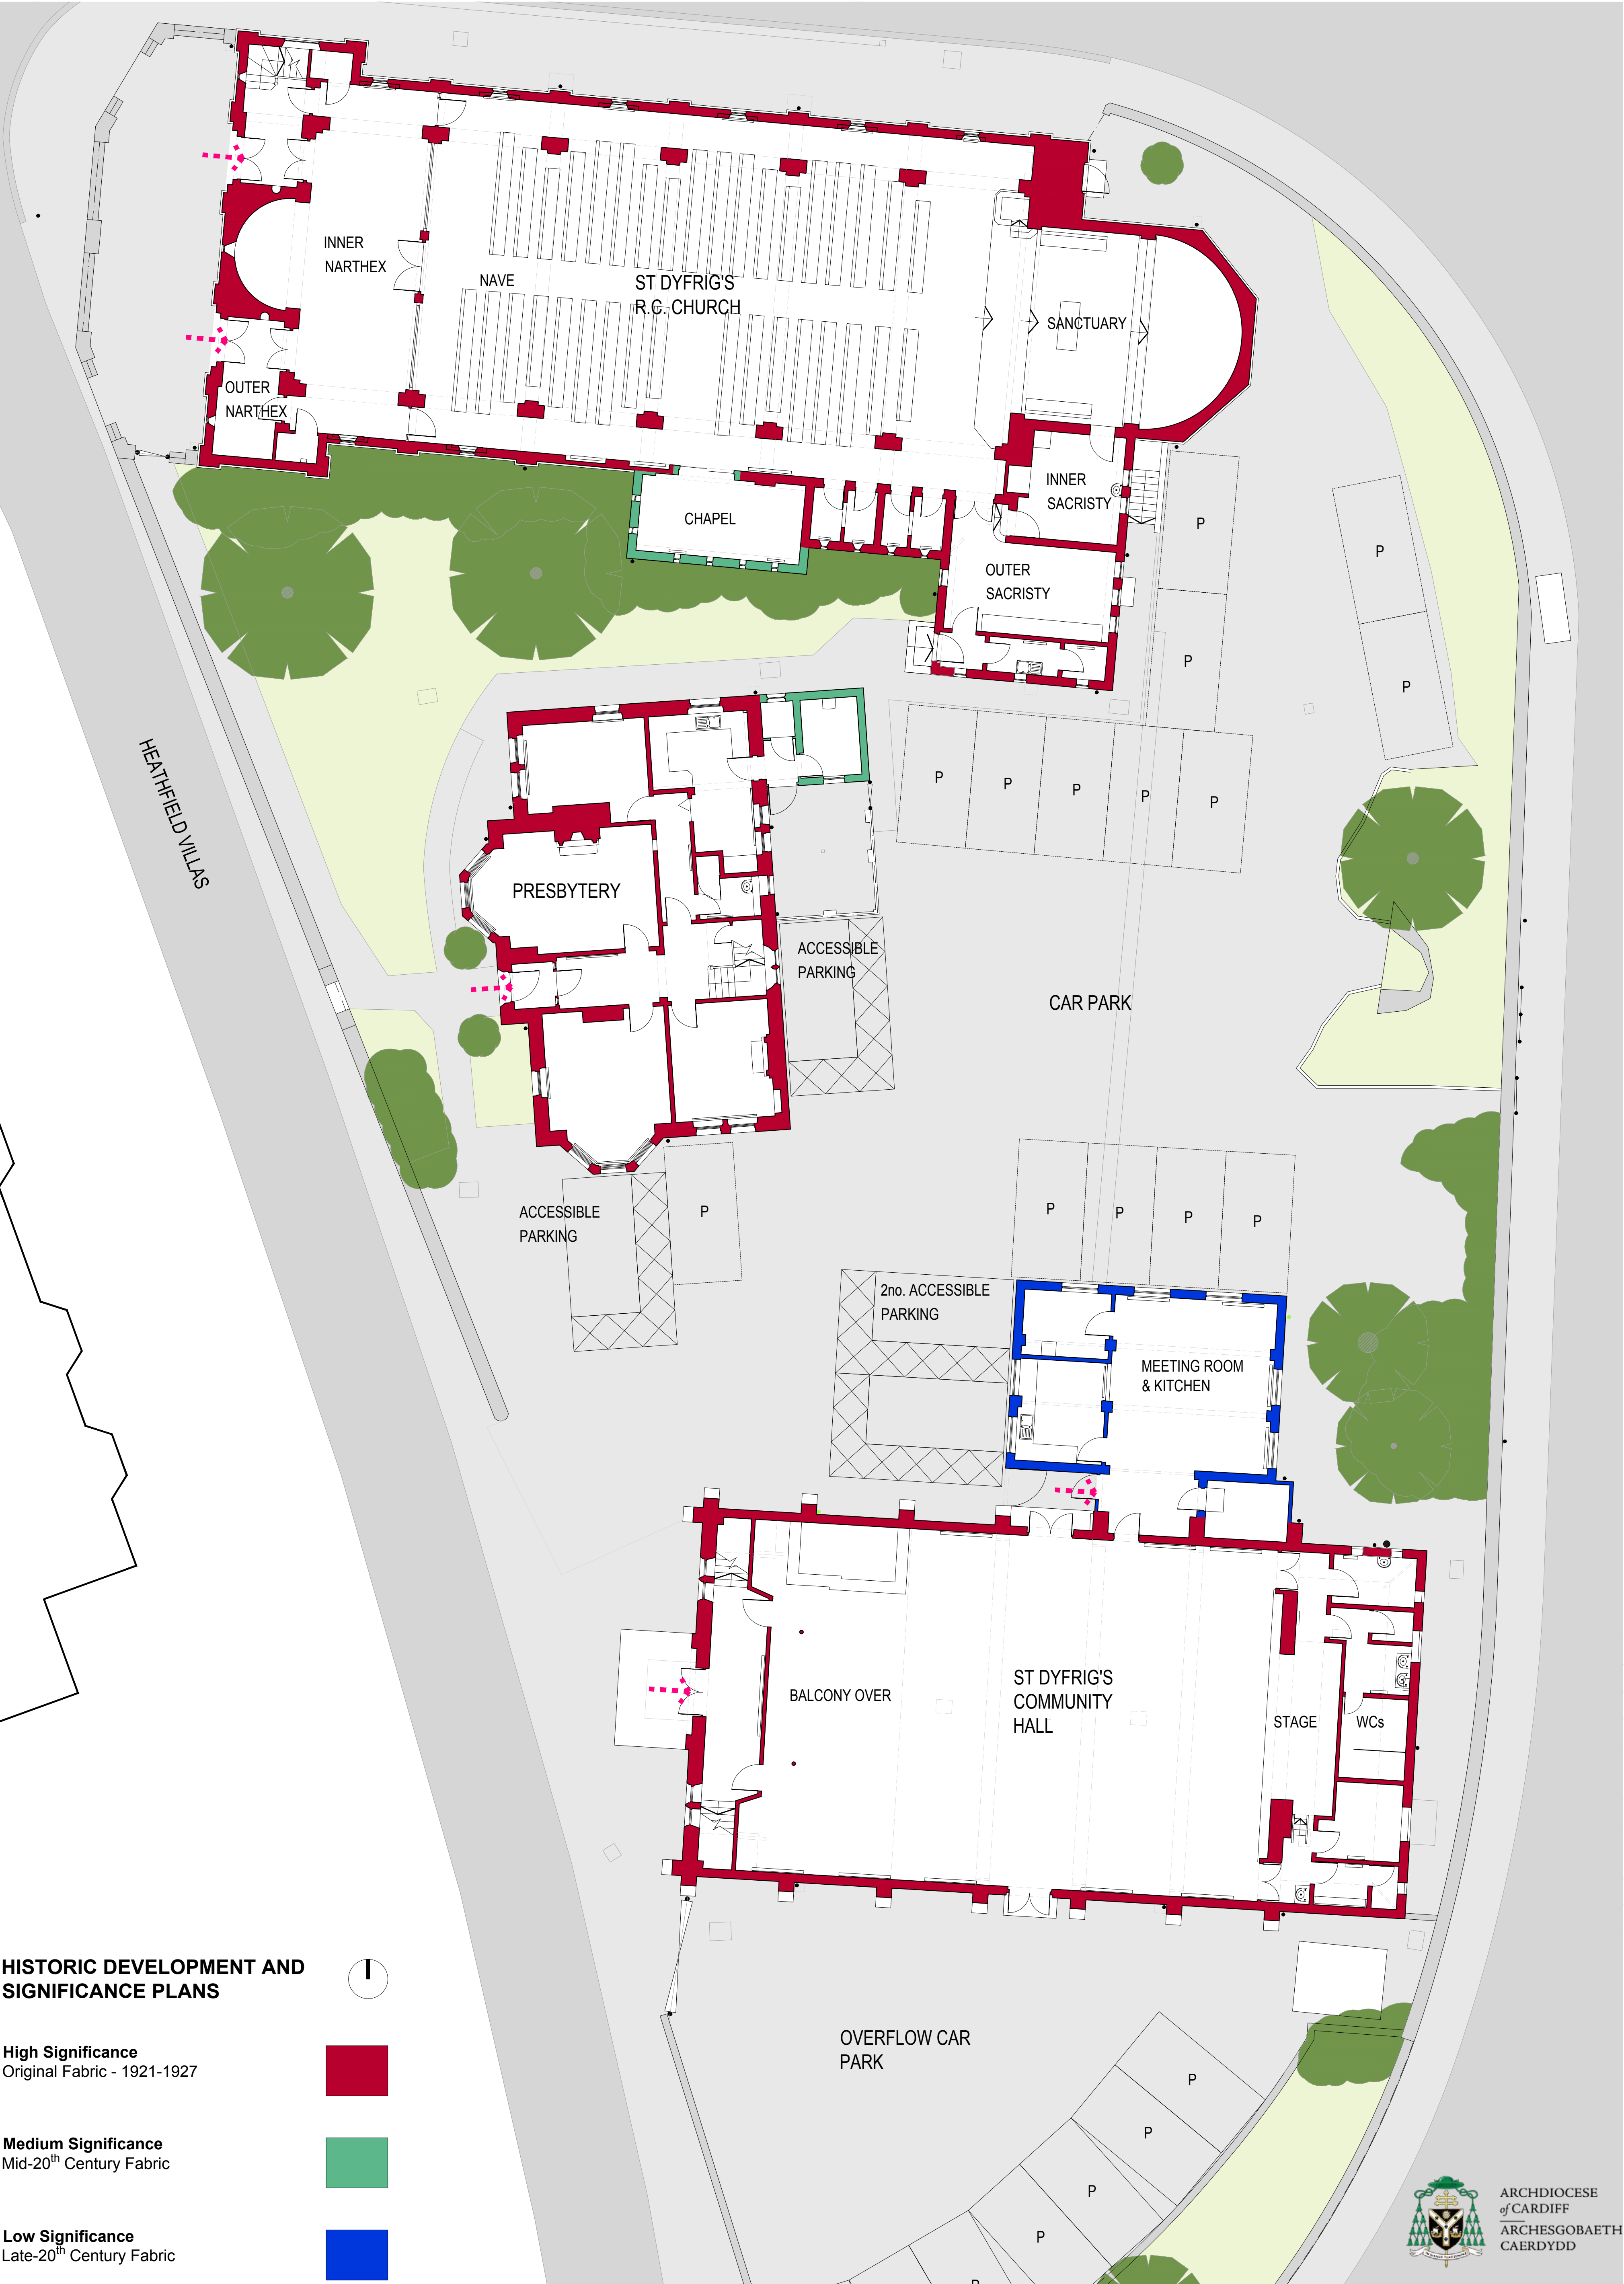 INNER
NARTHEX
NAVE
ST DYFRIG'S
R.C. CHURCH
SANCTUARY
OUTER
NARTHEX
INNER
SACRISTY
CHAPEL
P
P
OUTER
SACRISTY
P
P
HEATHFIELD VILLAS
P
P
P
P
P
PRESBYTERY
ACCESSIBLE
PARKING
CAR PARK
ACCESSIBLE
PARKING
P
P
P
P
P
2no. ACCESSIBLE
PARKING
MEETING ROOM
& KITCHEN
BALCONY OVER
ST DYFRIG'S
COMMUNITY
HALL
STAGE
WCs
HISTORIC DEVELOPMENT AND
SIGNIFICANCE PLANS
High Significance
Original Fabric - 1921-1927
Medium Significance
Mid-20th Century Fabric
Low Significance
Late-20th Century Fabric
OVERFLOW CAR
PARK
P
P
P
P
P
ARCHDIOCESE
of CARDIFF
ARCHESGOBAETH
CAERDYDD